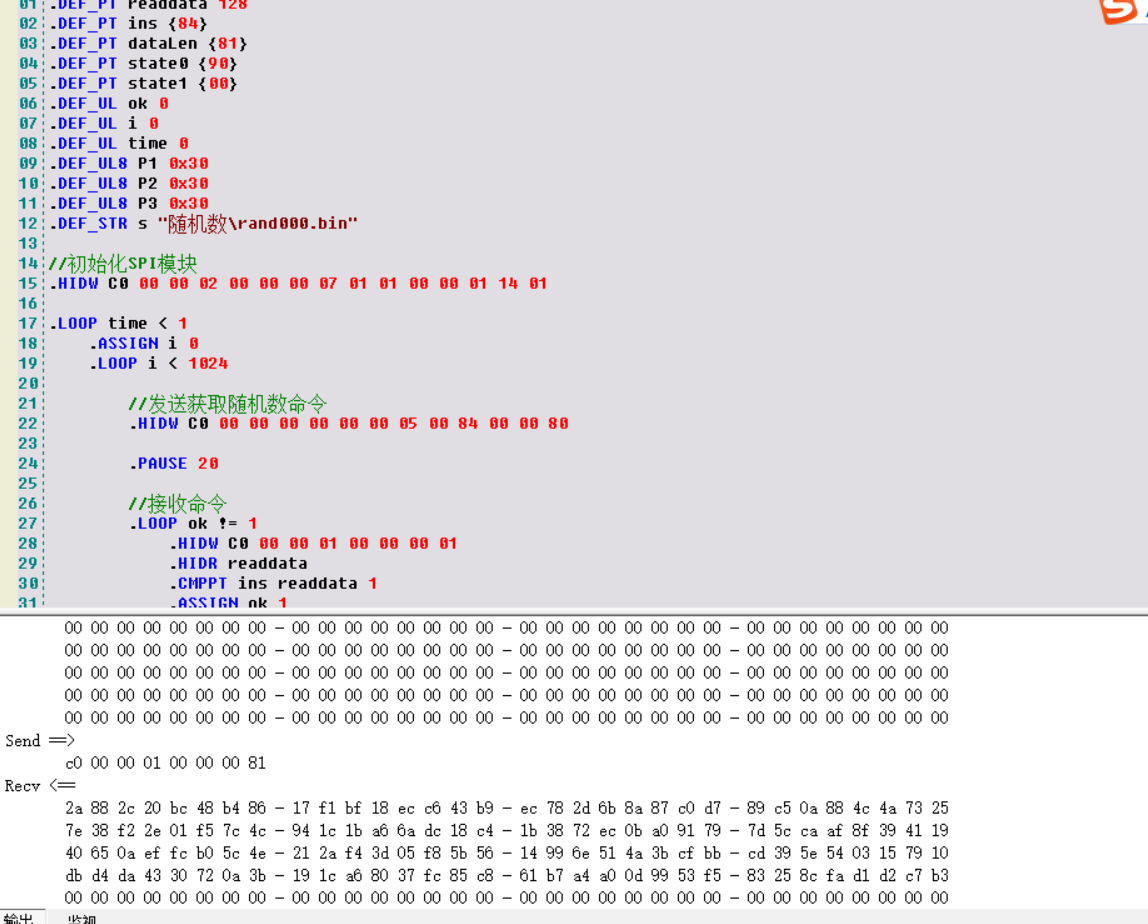 01 .DEF_PT readdata 128
02 .DEF_PT ins {84}
03 .DEF_PT dataLen {81}
04 .DEF_PT state0 {90}
05 .DEF_PT state1 {00}
06 .DEF_UL ok 0
07 .DEF_UL i 0
08 .DEF_UL time 0
09 .DEF_UL8 P1 0x30
10 .DEF_UL8 P2 0x30
11 .DEF_UL8 P3 0x30
12 .DEF_STR s "随机数\rand000.bin"
13
14 //初始化SPI模块
15 .HIDW C0 00 00 02 00 00 00 07 01 01 00 00 01 14 01
16
17 .LOOP time < 1
18 .ASSIGN i 0
19 .LOOP i < 1024
20
21 //发送获取随机数命令
22 .HIDW C0 00 00 00 00 00 00 05 00 84 00 00 80
23
24 .PAUSE 20
25
26 //接收命令
27 .LOOP ok != 1
28 .HIDW C0 00 00 01 00 00 00 01
29 .HIDR readdata
30 .CMPPT ins readdata 1
31 .ASSIGN ok 1
00 00 00 00 00 00 00 00 - 00 00 00 00 00 00 00 00 - 00 00 00 00 00 00 00 00 - 00 00 00 00 00 00 00 00
00 00 00 00 00 00 00 00 - 00 00 00 00 00 00 00 00 - 00 00 00 00 00 00 00 00 - 00 00 00 00 00 00 00 00
00 00 00 00 00 00 00 00 - 00 00 00 00 00 00 00 00 - 00 00 00 00 00 00 00 00 - 00 00 00 00 00 00 00 00
00 00 00 00 00 00 00 00 - 00 00 00 00 00 00 00 00 - 00 00 00 00 00 00 00 00 - 00 00 00 00 00 00 00 00
00 00 00 00 00 00 00 00 - 00 00 00 00 00 00 00 00 - 00 00 00 00 00 00 00 00 - 00 00 00 00 00 00 00 00
Send ==>
c0 00 00 01 00 00 00 81
Recv <==
2a 88 2c 20 bc 48 b4 86 - 17 f1 bf 18 ec c6 43 b9 - ec 78 2d 6b 8a 87 c0 d7 - 89 c5 0a 88 4c 4a 73 25
7e 38 f2 2e 01 f5 7c 4c - 94 1c 1b a6 6a dc 18 c4 - 1b 38 72 ec 0b a0 91 79 - 7d 5c ca af 8f 39 41 19
40 65 0a ef fc b0 5c 4e - 21 2a f4 3d 05 f8 5b 56 - 14 99 6e 51 4a 3b cf bb - cd 39 5e 54 03 15 79 10
db d4 da 43 30 72 0a 3b - 19 1c a6 80 37 fc 85 c8 - 61 b7 a4 a0 0d 99 53 f5 - 83 25 8c fa d1 d2 c7 b3
00 00 00 00 00 00 00 00 - 00 00 00 00 00 00 00 00 - 00 00 00 00 00 00 00 00 - 00 00 00 00 00 00 00 00
输出 监视